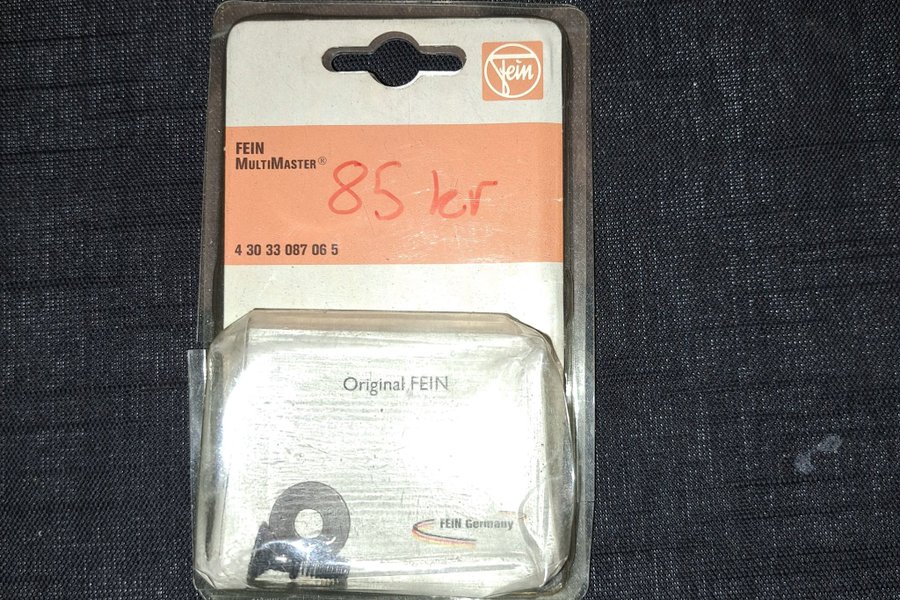 Fein
FEIN
MULTIMASTER®
85 kr
4 30 33 087 06 5
Original FEIN
FEIN Germany